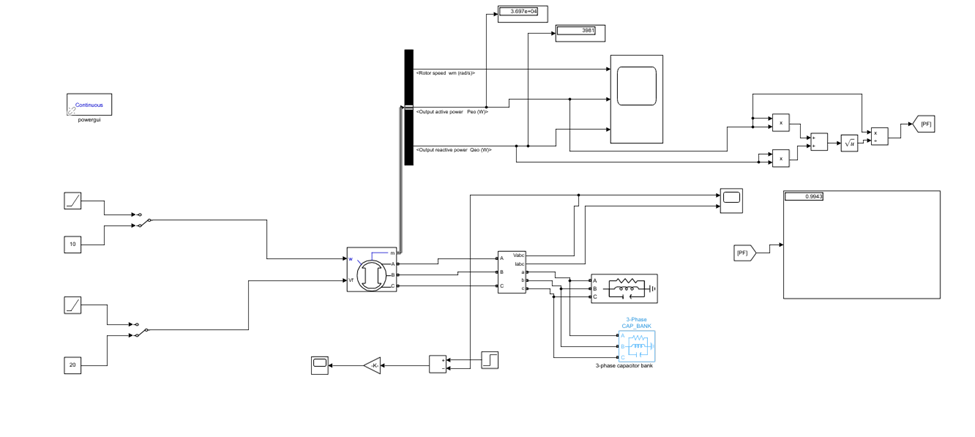 3.697e+04
3981
<Rotor speed wm (rad/s)>
Continuous
powergui
<Output active power Peo (W)>
<Output reactive power Qeo (W)>
x
x
+
+
√u
x
÷
[PF]
10
20
w
Vf
m
A
B
C
A
B
C
Vabc
Iabc
a
b
c
A
B
C
0.9943
[PF]
3-Phase
CAP_BANK
A
B
C
3-phase capacitor bank
-K-
+
−